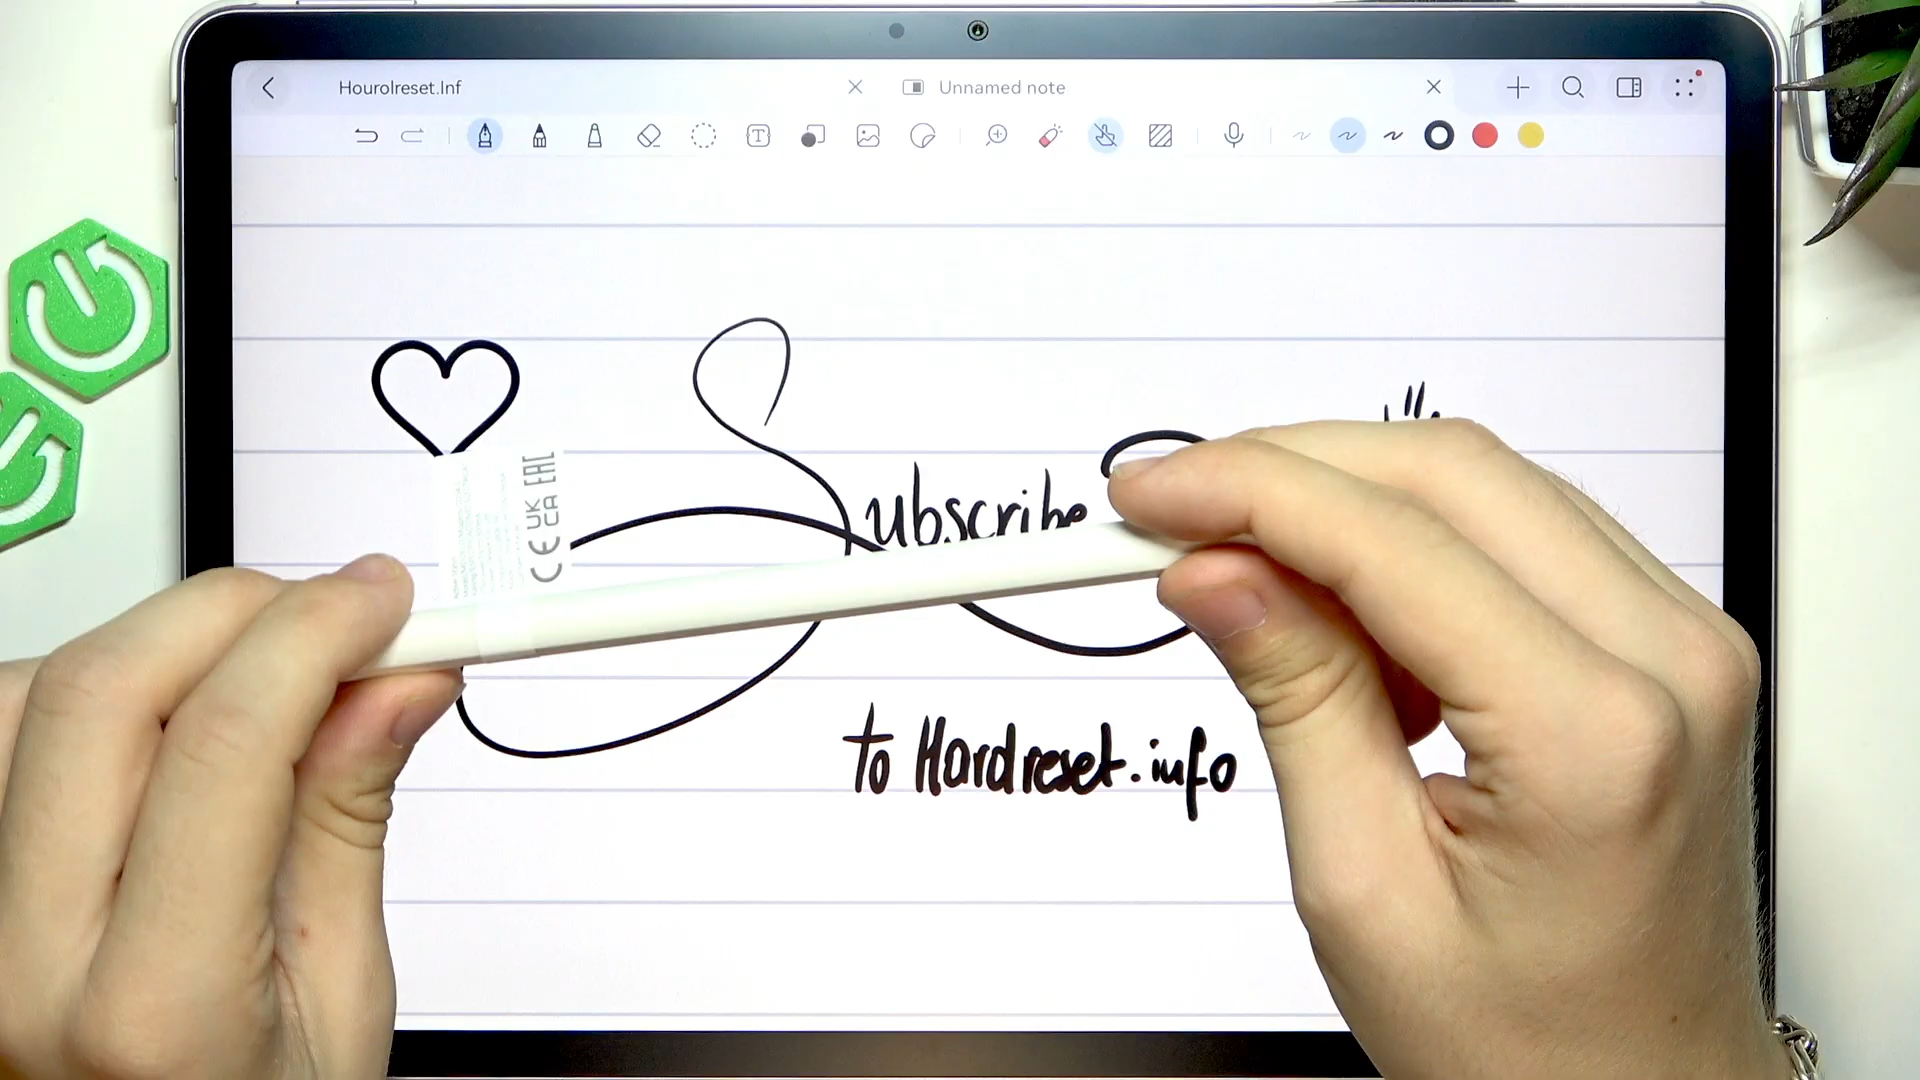 Hourolreset.Inf
Unnamed note
T
EAC
UK
CA
CE
Subscribe
to Hardreset.info